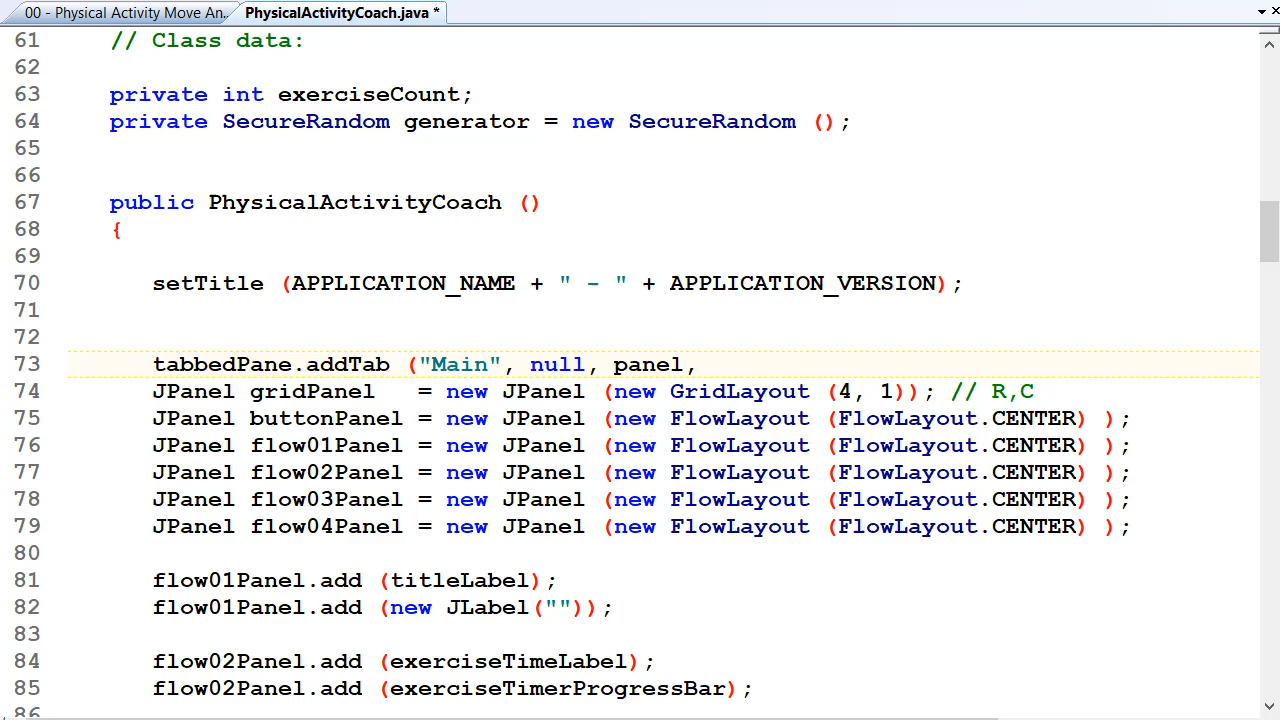 00 - Physical Activity Move An... PhysicalActivityCoach.java *
61 // Class data:
62
63 private int exerciseCount;
64 private SecureRandom generator = new SecureRandom ();
65
66
67 public PhysicalActivityCoach ()
68 {
69
70 setTitle (APPLICATION_NAME + " - " + APPLICATION_VERSION);
71
72
73 tabbedPane.addTab ("Main", null, panel,
74 JPanel gridPanel = new JPanel (new GridLayout (4, 1)); // R,C
75 JPanel buttonPanel = new JPanel (new FlowLayout (FlowLayout.CENTER) );
76 JPanel flow01Panel = new JPanel (new FlowLayout (FlowLayout.CENTER) );
77 JPanel flow02Panel = new JPanel (new FlowLayout (FlowLayout.CENTER) );
78 JPanel flow03Panel = new JPanel (new FlowLayout (FlowLayout.CENTER) );
79 JPanel flow04Panel = new JPanel (new FlowLayout (FlowLayout.CENTER) );
80
81 flow01Panel.add (titleLabel);
82 flow01Panel.add (new JLabel(""));
83
84 flow02Panel.add (exerciseTimeLabel);
85 flow02Panel.add (exerciseTimerProgressBar);
86